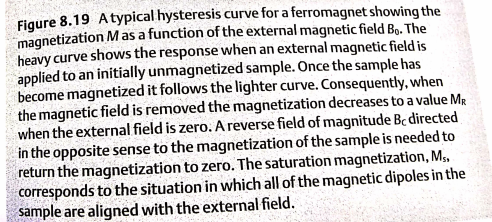 Figure 8.19 A typical hysteresis curve for a ferromagnet showing the
magnetization M as a function of the external magnetic field B₀. The
heavy curve shows the response when an external magnetic field is
applied to an initially unmagnetized sample. Once the sample has
become magnetized it follows the lighter curve. Consequently, when
the magnetic field is removed the magnetization decreases to a value Mʀ
when the external field is zero. A reverse field of magnitude Bᴄ directed
in the opposite sense to the magnetization of the sample is needed to
return the magnetization to zero. The saturation magnetization, Mₛ,
corresponds to the situation in which all of the magnetic dipoles in the
sample are aligned with the external field.